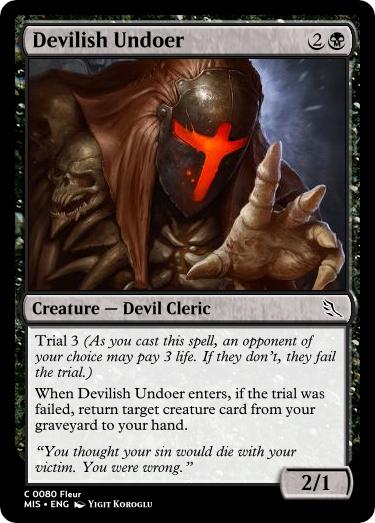 Devilish Undoer 2
Creature — Devil Cleric
Trial 3 (As you cast this spell, an opponent of
your choice may pay 3 life. If they don't, they fail
the trial.)
When Devilish Undoer enters, if the trial was
failed, return target creature card from your
graveyard to your hand.
"You thought your sin would die with your
victim. You were wrong."
2/1
C 0080 Fleur
MIS • ENG Yigit Koroglu